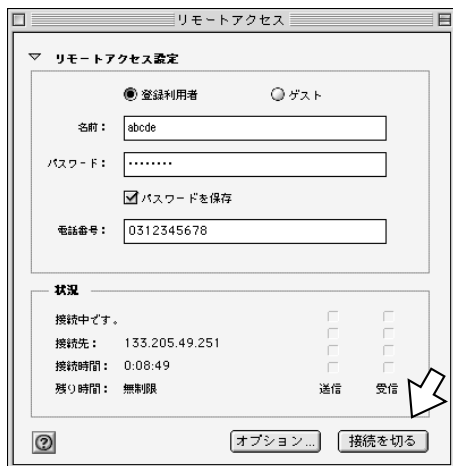 リモートアクセス
リモートアクセス設定
登録利用者 ゲスト
名前： abcde
パスワード： ••••••••
パスワードを保存
電話番号： 0312345678
状況
接続中です。
接続先： 133.205.49.251
接続時間： 0:08:49
残り時間： 無制限 送信 受信
? オプション... 接続を切る